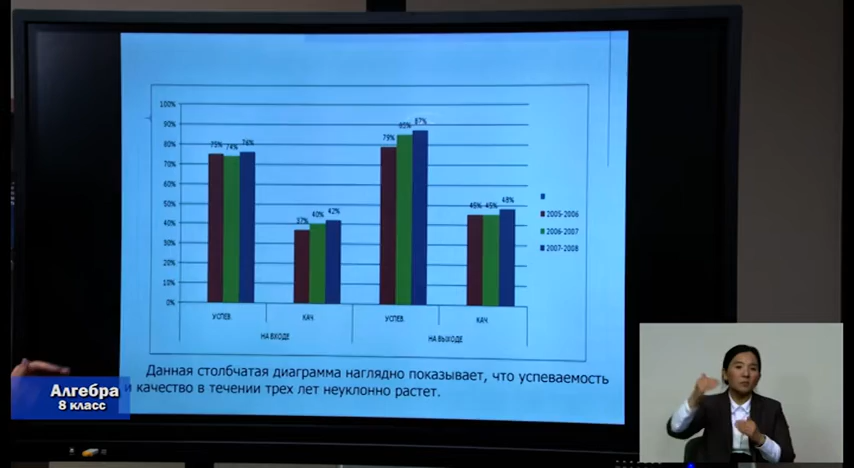 100%
90%
80%
70%
60%
50%
40%
30%
20%
10%
0%
75% 74% 76%
37% 40% 42%
79% 87%
45% 45% 48%
2005-2006
2006-2007
2007-2008
УСПЕВ. КАЧ УСПЕВ КАЧ
НА ВХОДЕ НА ВЫХОДЕ
Данная столбчатая диаграмма наглядно показывает, что успеваемость
и качество в течении трех лет неуклонно растет.
Алгебра
8 класс